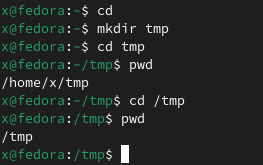 x@fedora:~$ cd
x@fedora:~$ mkdir tmp
x@fedora:~$ cd tmp
x@fedora:~/tmp$ pwd
/home/x/tmp
x@fedora:~/tmp$ cd /tmp
x@fedora:/tmp$ pwd
/tmp
x@fedora:/tmp$